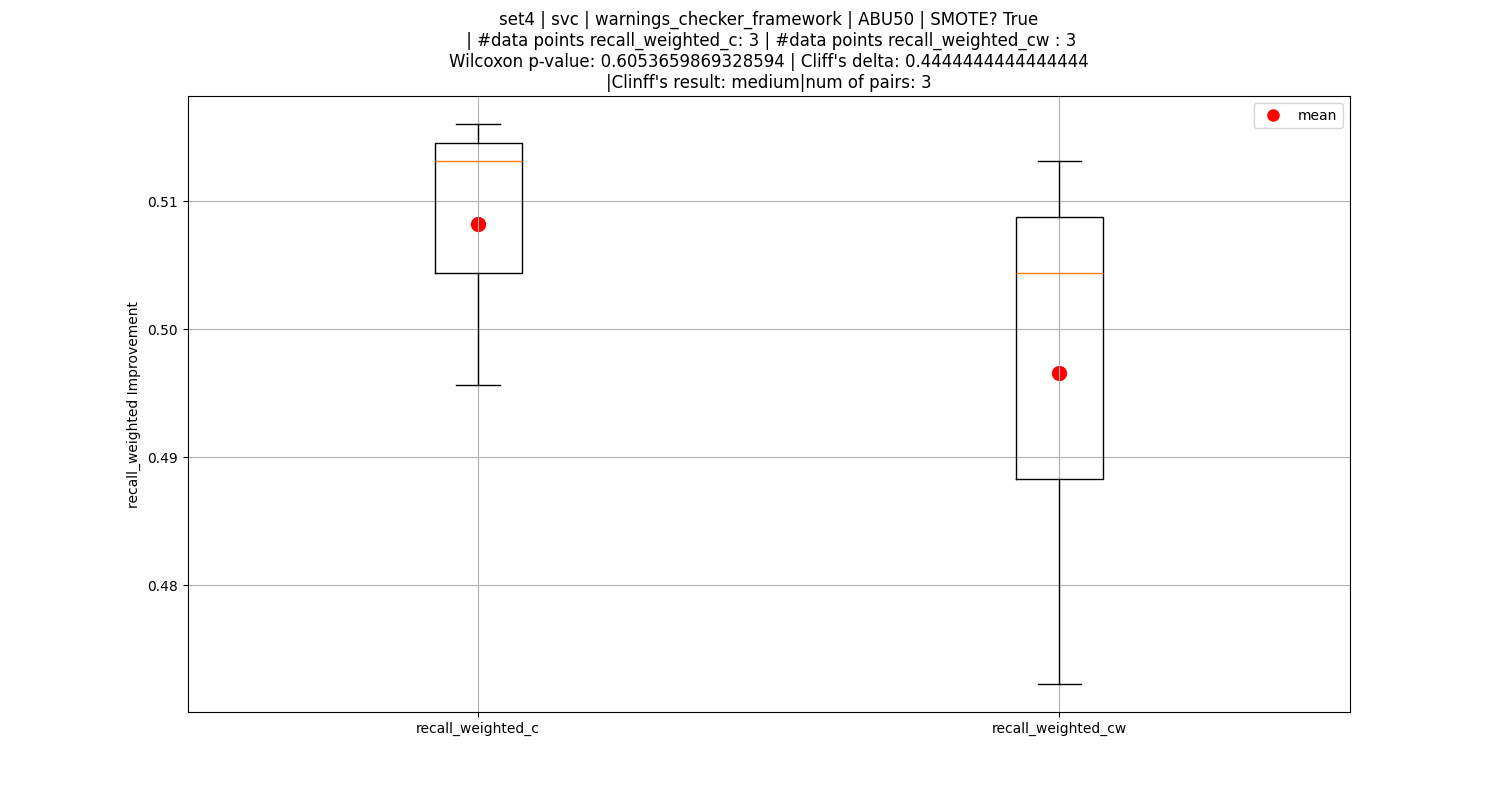 set4 | svc | warnings_checker_framework | ABU50 | SMOTE? True
| #data points recall_weighted_c: 3 | #data points recall_weighted_cw : 3
Wilcoxon p-value: 0.6053659869328594 | Cliff's delta: 0.4444444444444444
|Clinff's result: medium|num of pairs: 3
mean
0.51
0.50
0.49
0.48
recall_weighted Improvement
recall_weighted_c
recall_weighted_cw